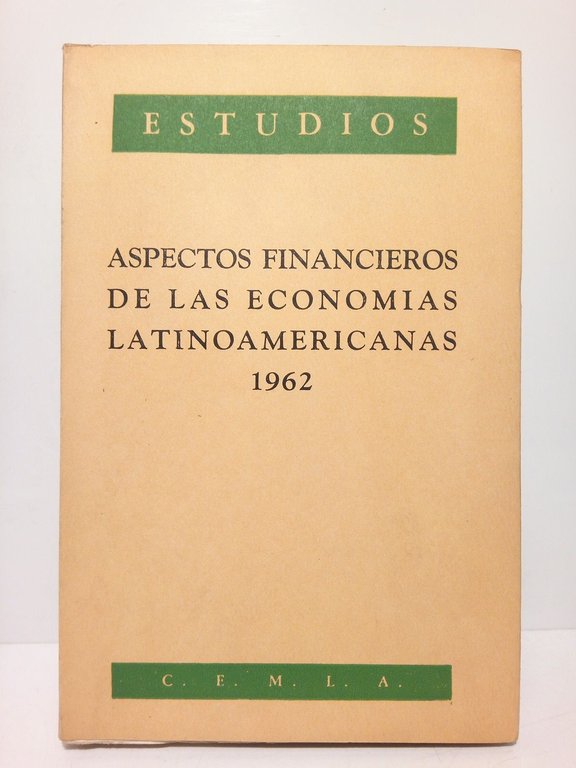 ESTUDIOS
ASPECTOS FINANCIEROS
DE LAS ECONOMIAS
LATINOAMERICANAS
1962
C. E. M. L. A.